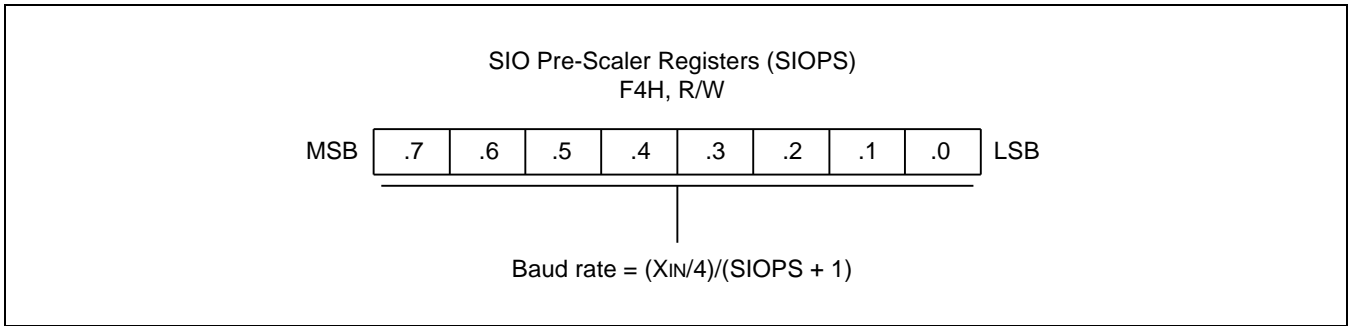 SIO Pre-Scaler Registers (SIOPS)
F4H, R/W
MSB .7 .6 .5 .4 .3 .2 .1 .0 LSB
Baud rate = (XIN/4)/(SIOPS + 1)